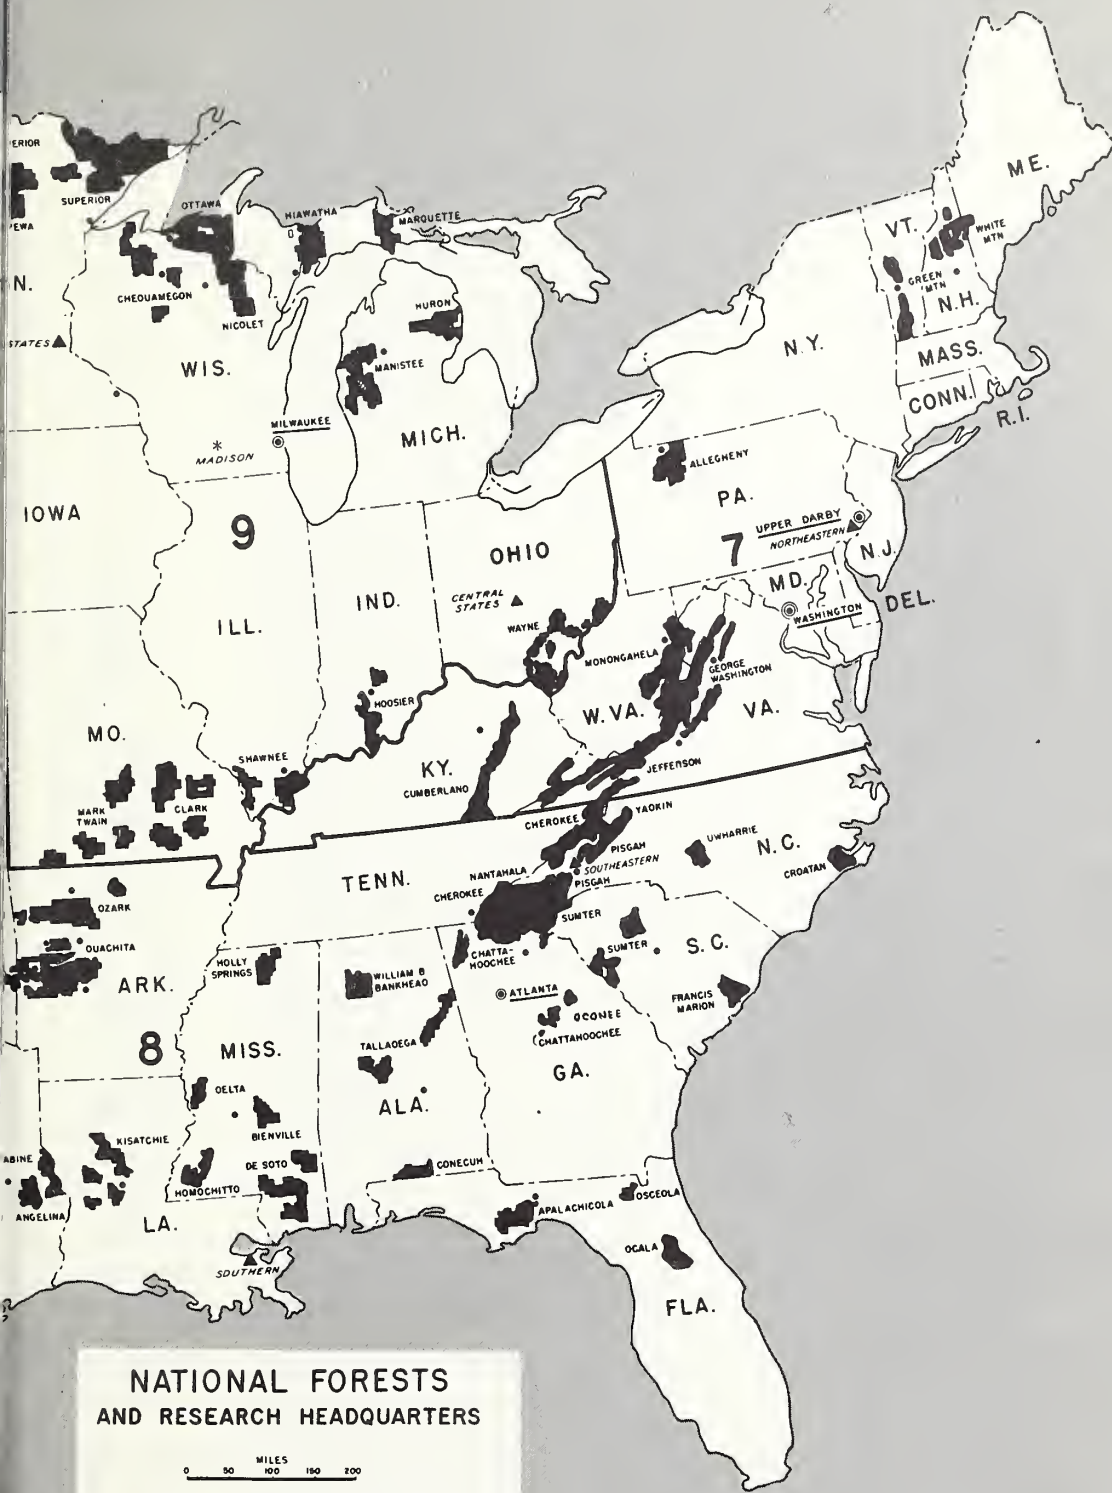 ERIOR
SUPERIOR
EWA
N.
STATES
OTTAWA
HIAWATHA
MARQUETTE
CHEQUAMEGON
NICOLET
HURON
MANISTEE
WIS.
MILWAUKEE
MADISON
MICH.
ME.
VT.
WHITE
MTN
GREEN
MTN
N.H.
N.Y.
MASS.
CONN.
R.I.
ALLEGHENY
PA.
UPPER DARBY
NORTHEASTERN
7
N.J.
MD.
DEL.
WASHINGTON
IOWA
9
ILL.
IND.
OHIO
CENTRAL
STATES
WAYNE
MONONGAHELA
GEORGE
WASHINGTON
W.VA.
VA.
HOOSIER
MO.
SHAWNEE
MARK
TWAIN
CLARK
KY.
CUMBERLAND
JEFFERSON
CHEROKEE
YADKIN
PISGAH
SOUTHEASTERN
PISGAH
NANTAHALA
CHEROKEE
UWHARRIE
N.C.
CROATAN
TENN.
SUMTER
OZARK
OUACHITA
ARK.
8
HOLLY
SPRINGS
WILLIAM B
BANKHEAD
CHATTA-
HOOCHEE
SUMTER
S.C.
FRANCIS
MARION
ATLANTA
OCONEE
(CHATTAHOOCHEE
GA.
MISS.
TALLADEGA
ALA.
DELTA
BIENVILLE
KISATCHIE
DE SOTO
CONECUH
HOMOCHITTO
ABINE
ANGELINA
LA.
SOUTHERN
APALACHICOLA
OSCEOLA
OCALA
FLA.
NATIONAL FORESTS
AND RESEARCH HEADQUARTERS
MILES
0 50 100 150 200